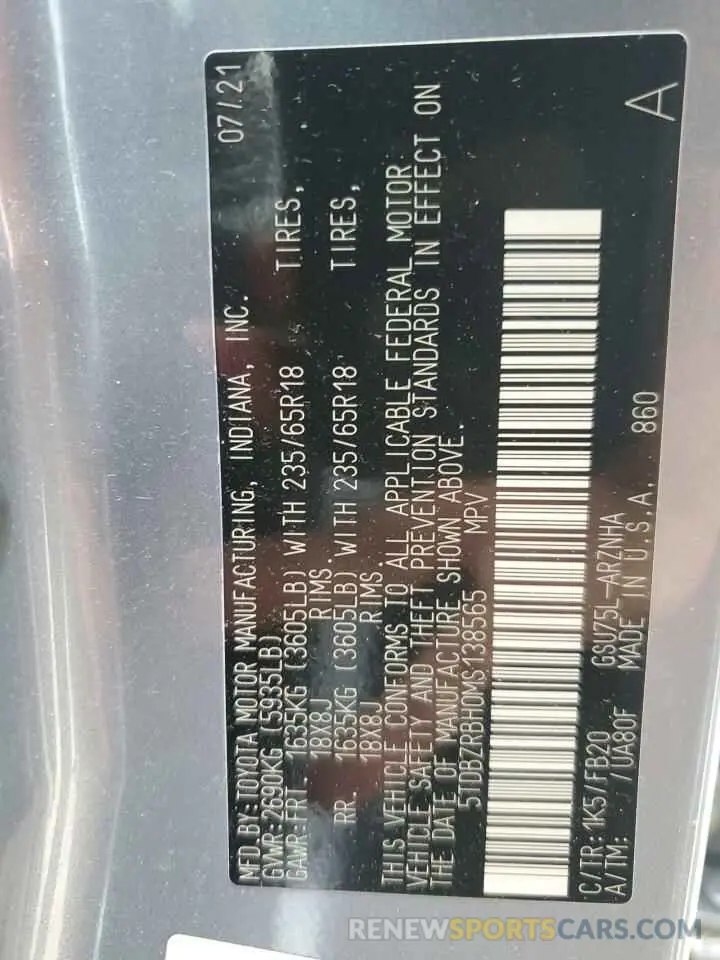 MFD.BY:TOYOTA MOTOR MANUFACTURING, INDIANA, INC. 07/21
GVWR:2690KG (5935LB)
GAWR:FRT 1635KG (3605LB) WITH 235/65R18 TIRES,
18X8J RIMS.
RR. 1635KG (3605LB) WITH 235/65R18 TIRES,
18X8J RIMS
THIS VEHICLE CONFORMS TO ALL APPLICABLE FEDERAL MOTOR
VEHICLE SAFETY AND THEFT PREVENTION STANDARDS IN EFFECT ON
THE DATE OF MANUFACTURE SHOWN ABOVE.
5TDBZRBH0MS138565 MPV
C/TR:1K5//FB20 GSU75L-ARZNHA 860
A/TM: /UA80F MADE IN U.S.A. A
RENEWSPORTSCARS.COM